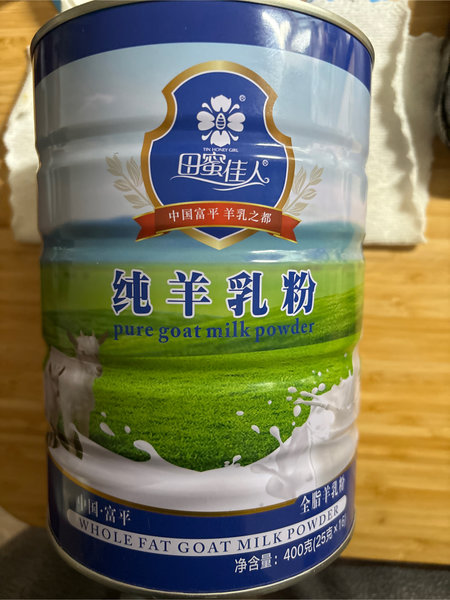 TIN HONEY GIRL
田蜜佳人®
中国富平 羊乳之都
纯羊乳粉
pure goat milk powder
中国·富平
全脂羊乳粉
WHOLE FAT GOAT MILK POWDER
净含量：400克(25克×16)